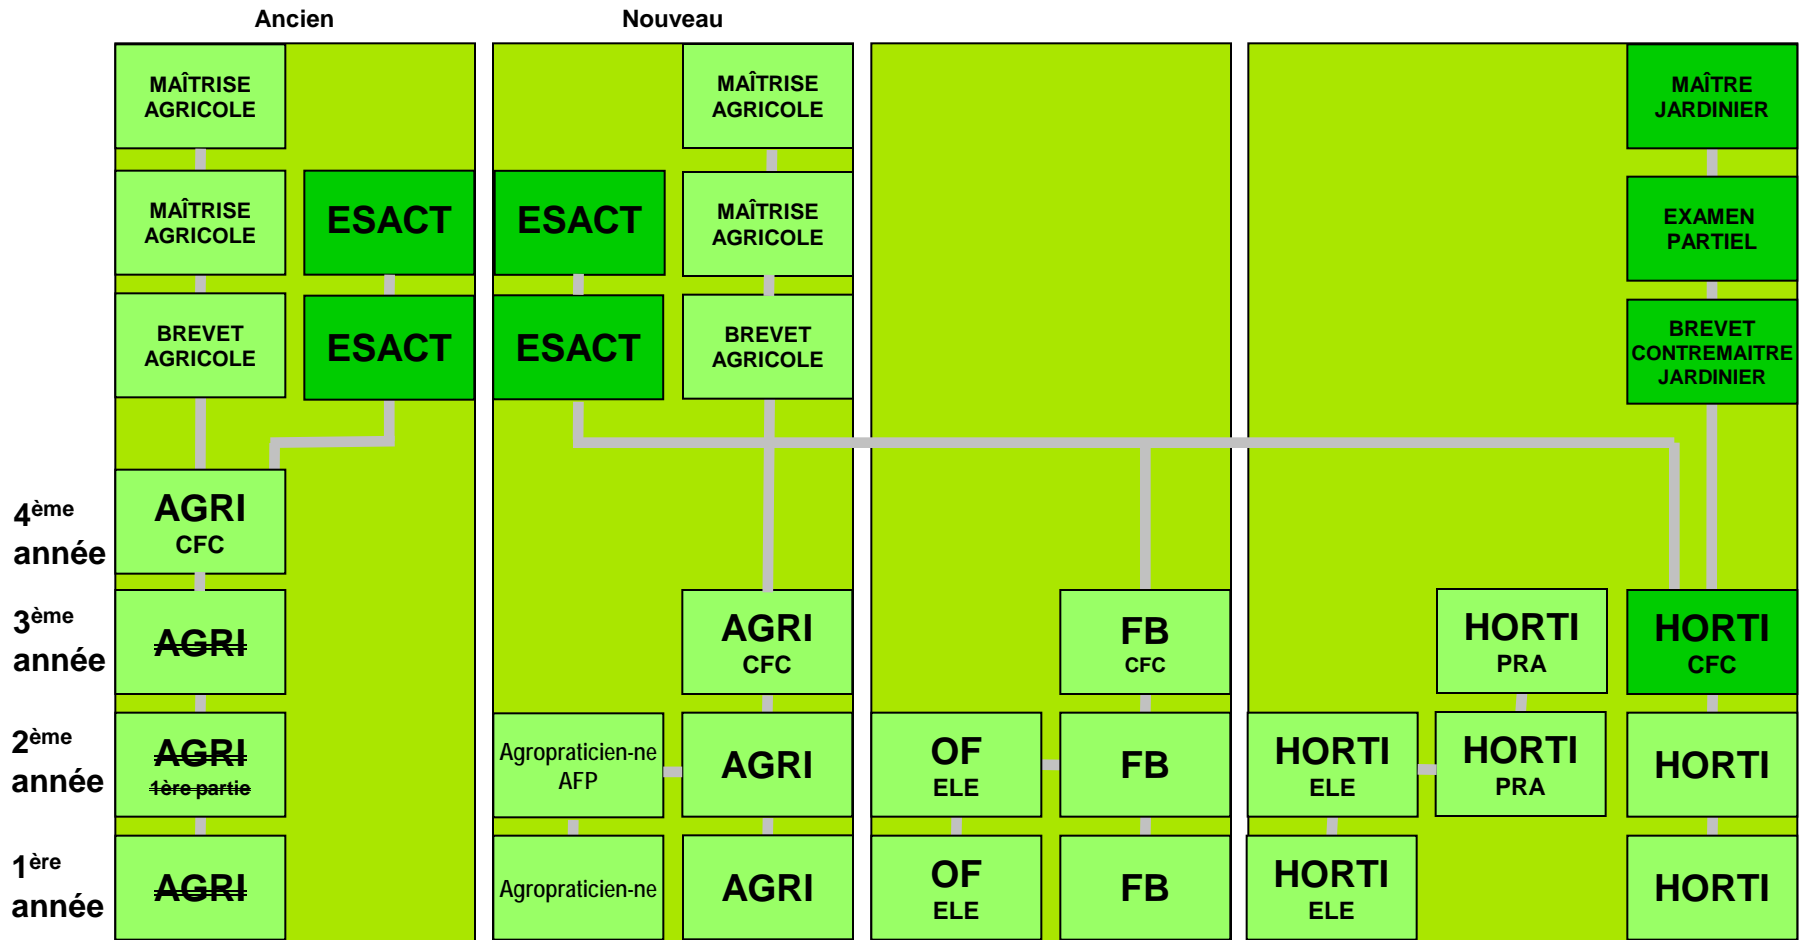 Ancien
Nouveau
MAÎTRISE
AGRICOLE
MAÎTRISE
AGRICOLE
MAÎTRE
JARDINIER
MAÎTRISE
AGRICOLE
ESACT
ESACT
MAÎTRISE
AGRICOLE
EXAMEN
PARTIEL
BREVET
AGRICOLE
ESACT
ESACT
BREVET
AGRICOLE
BREVET
CONTREMAITRE
JARDINIER
4ème
année
AGRI
CFC
3ème
année
AGRI
AGRI
CFC
FB
CFC
HORTI
PRA
HORTI
CFC
2ème
année
AGRI
1ère partie
Agropraticien-ne
AFP
AGRI
OF
ELE
FB
HORTI
ELE
HORTI
PRA
HORTI
1ère
année
AGRI
Agropraticien-ne
AGRI
OF
ELE
FB
HORTI
ELE
HORTI